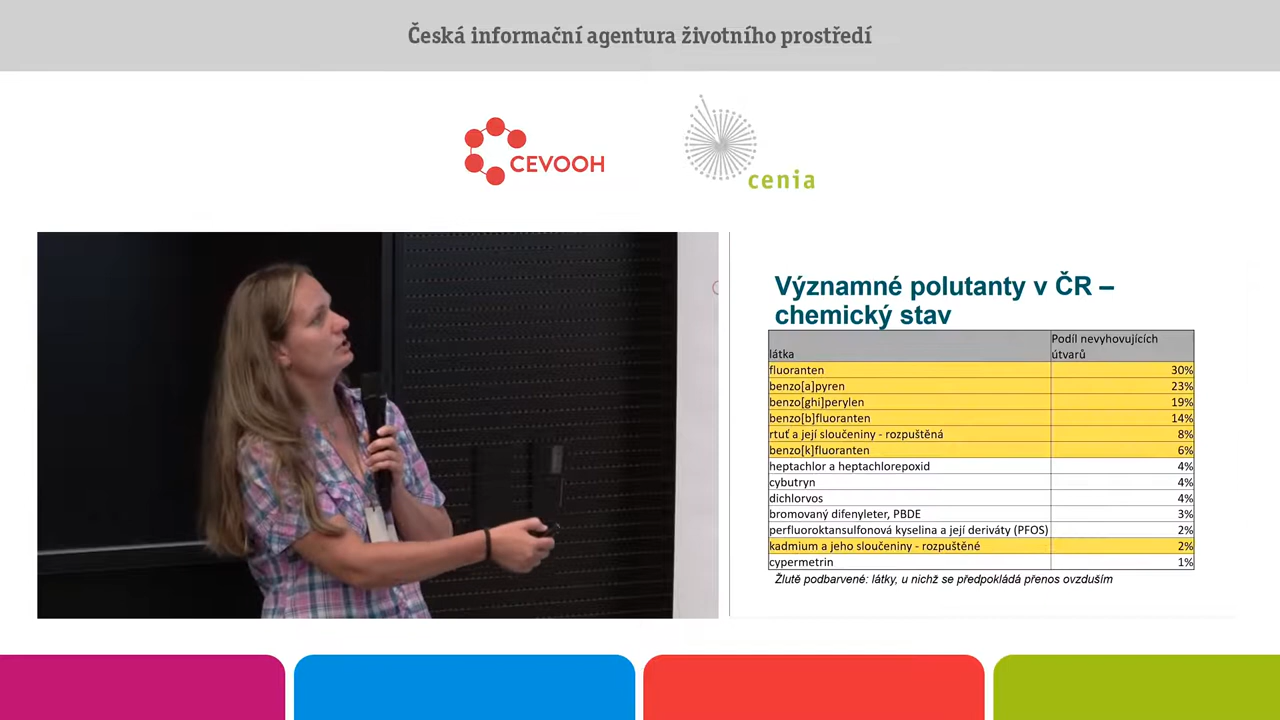 Česká informační agentura životního prostředí
CEVOOH
cenia
Významné polutanty v ČR –
chemický stav
látka Podíl nevyhovujících útvarů
fluoranten 30%
benzo[a]pyren 23%
benzo[ghi]perylen 19%
benzo[b]fluoranten 14%
rtuť a její sloučeniny - rozpuštěná 8%
benzo[k]fluoranten 6%
heptachlor a heptachlorepoxid 4%
cybutryn 4%
dichlorvos 4%
bromovaný difenyleter, PBDE 3%
perfluoroktansulfonová kyselina a její deriváty (PFOS) 2%
kadmium a jeho sloučeniny - rozpuštěné 2%
cypermetrin 1%
Žlutě podbarvené: látky, u nichž se předpokládá přenos ovzduším